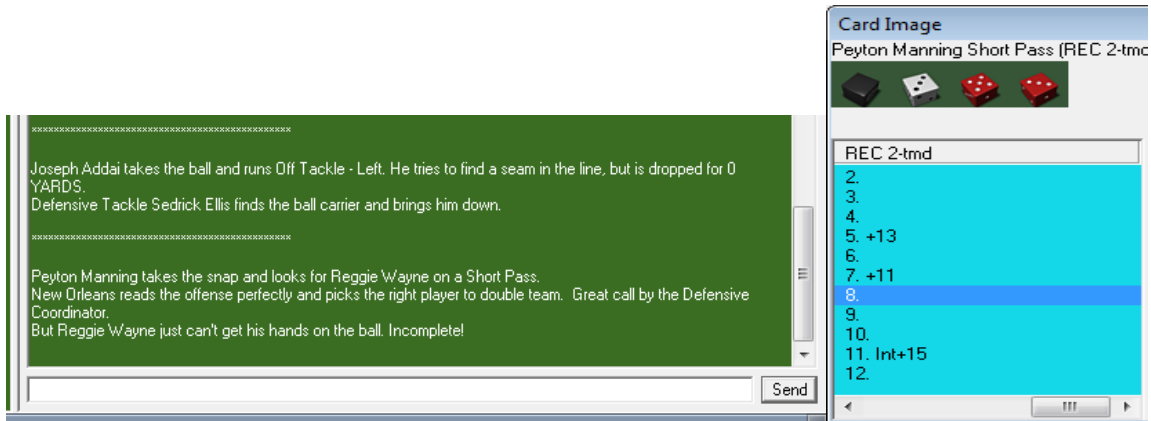 Card Image
Peyton Manning Short Pass (REC 2-tmd
xxxxxxxxxxxxxxxxxxxxxxxxxxxxxxxxxxxxxxxxxxxxxxxx
Joseph Addai takes the ball and runs Off Tackle - Left. He tries to find a seam in the line, but is dropped for 0
YARDS.
Defensive Tackle Sedrick Ellis finds the ball carrier and brings him down.
xxxxxxxxxxxxxxxxxxxxxxxxxxxxxxxxxxxxxxxxxxxxxxxx
Peyton Manning takes the snap and looks for Reggie Wayne on a Short Pass.
New Orleans reads the offense perfectly and picks the right player to double team.  Great call by the Defensive
Coordinator.
But Reggie Wayne just can't get his hands on the ball. Incomplete!
Send
REC 2-tmd
2.
3.
4.
5. +13
6.
7. +11
8.
9.
10.
11. Int+15
12.